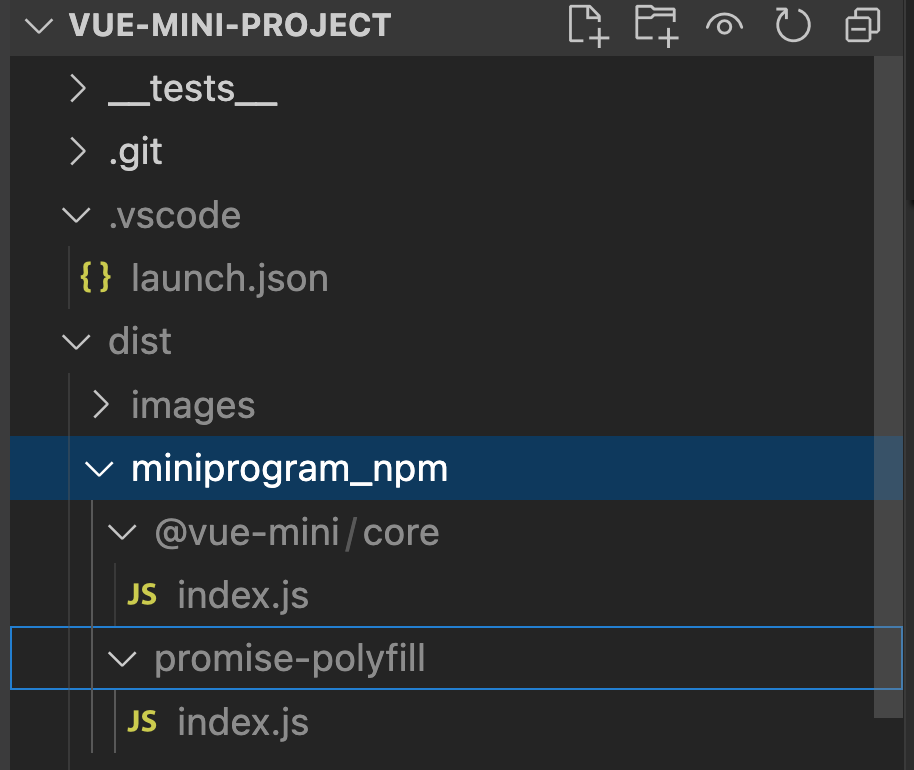 VUE-MINI-PROJECT
__tests__
.git
.vscode
{} launch.json
dist
images
miniprogram_npm
@vue-mini/core
JS index.js
promise-polyfill
JS index.js